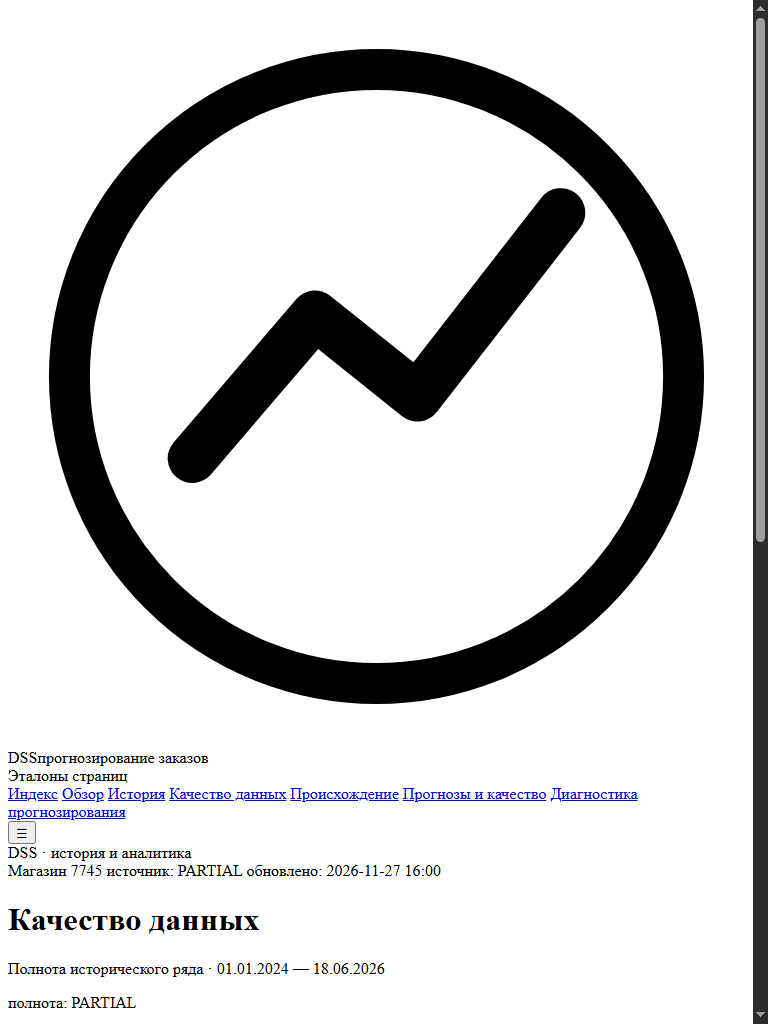 DSSпрогнозирование заказов
Эталоны страниц
Индекс Обзор История Качество данных Происхождение Прогнозы и качество Диагностика
прогнозирования
☰
DSS · история и аналитика
Магазин 7745 источник: PARTIAL обновлено: 2026-11-27 16:00
Качество данных
Полнота исторического ряда · 01.01.2024 — 18.06.2026
полнота: PARTIAL